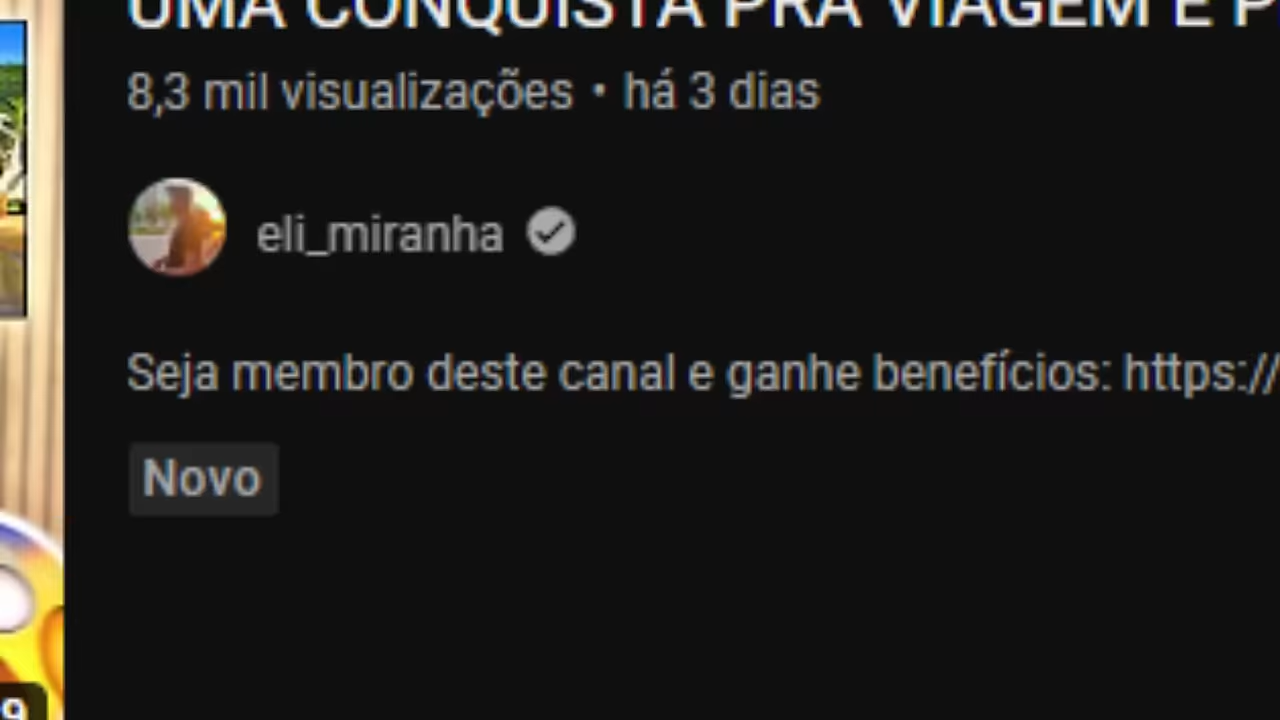 UMA CONQUISTA PRA VIAGEM E P
8,3 mil visualizações • há 3 dias
eli_miranha
Seja membro deste canal e ganhe benefícios: https://
Novo
9